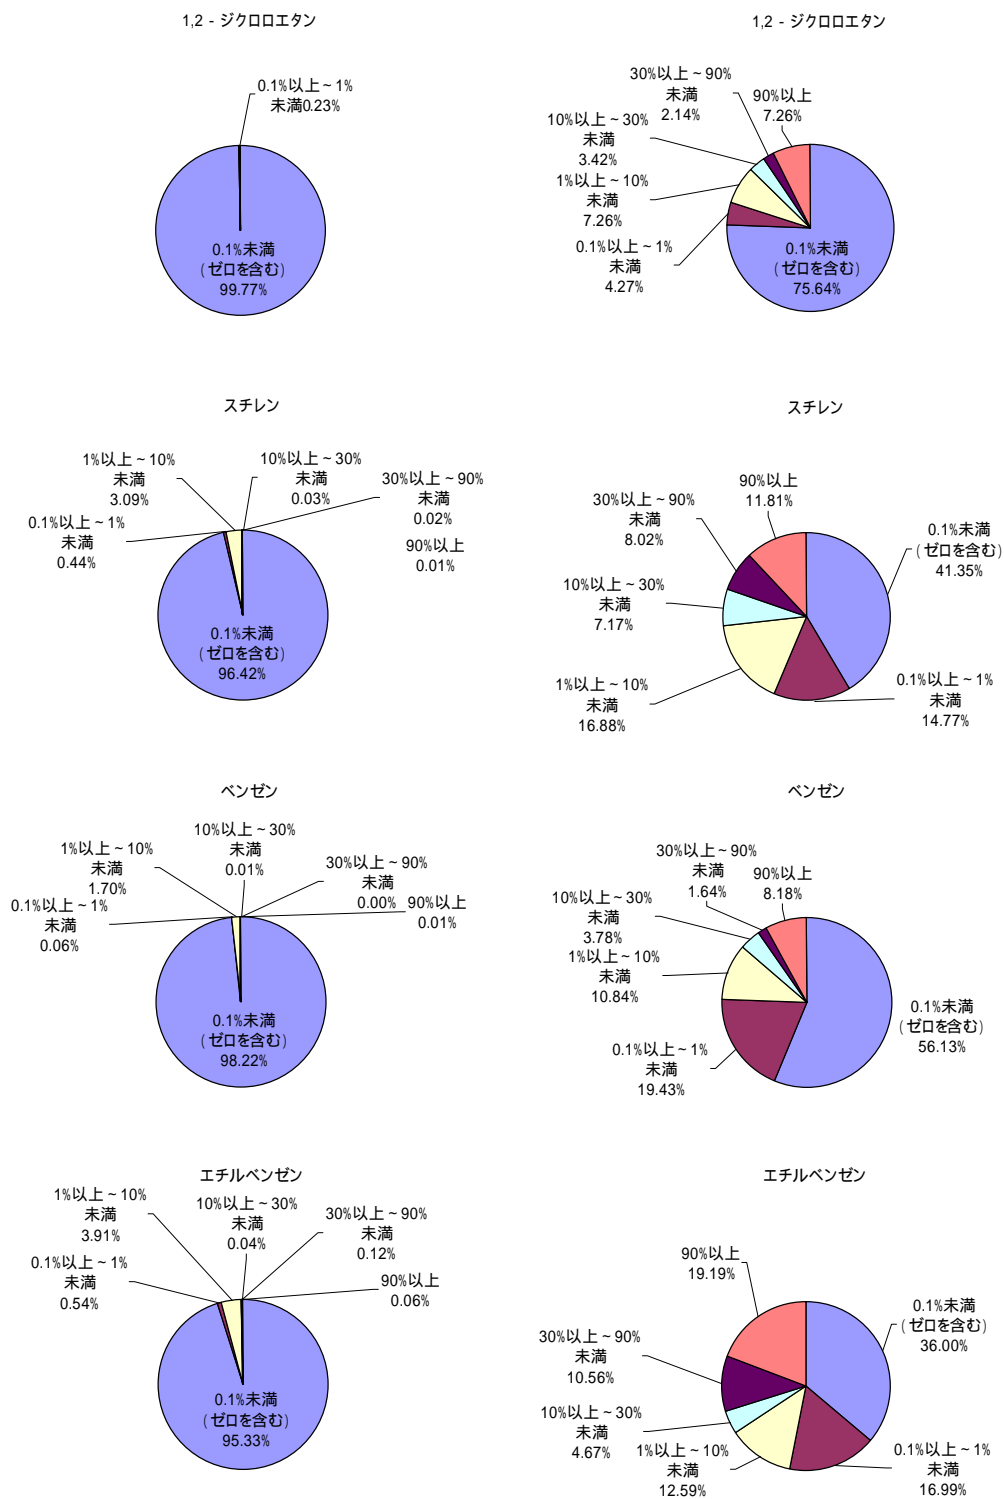 1,2 - ジクロロエタン
0.1%以上～1%
未満0.23%
0.1%未満
(ゼロを含む)
99.77%
1,2 - ジクロロエタン
30%以上～90%
未満
2.14%
90%以上
7.26%
10%以上～30%
未満
3.42%
1%以上～10%
未満
7.26%
0.1%以上～1%
未満
4.27%
0.1%未満
(ゼロを含む)
75.64%
スチレン
1%以上～10%
未満
3.09%
10%以上～30%
未満
0.03%
30%以上～90%
未満
0.02%
0.1%以上～1%
未満
0.44%
90%以上
0.01%
0.1%未満
(ゼロを含む)
96.42%
スチレン
90%以上
11.81%
30%以上～90%
未満
8.02%
0.1%未満
(ゼロを含む)
41.35%
10%以上～30%
未満
7.17%
1%以上～10%
未満
16.88%
0.1%以上～1%
未満
14.77%
ベンゼン
10%以上～30%
未満
0.01%
1%以上～10%
未満
1.70%
30%以上～90%
未満
0.00%
0.1%以上～1%
未満
0.06%
90%以上
0.01%
0.1%未満
(ゼロを含む)
98.22%
ベンゼン
30%以上～90%
未満
1.64%
90%以上
8.18%
10%以上～30%
未満
3.78%
1%以上～10%
未満
10.84%
0.1%以上～1%
未満
19.43%
0.1%未満
(ゼロを含む)
56.13%
エチルベンゼン
1%以上～10%
未満
3.91%
10%以上～30%
未満
0.04%
30%以上～90%
未満
0.12%
0.1%以上～1%
未満
0.54%
90%以上
0.06%
0.1%未満
(ゼロを含む)
95.33%
エチルベンゼン
90%以上
19.19%
0.1%未満
(ゼロを含む)
36.00%
30%以上～90%
未満
10.56%
10%以上～30%
未満
4.67%
1%以上～10%
未満
12.59%
0.1%以上～1%
未満
16.99%